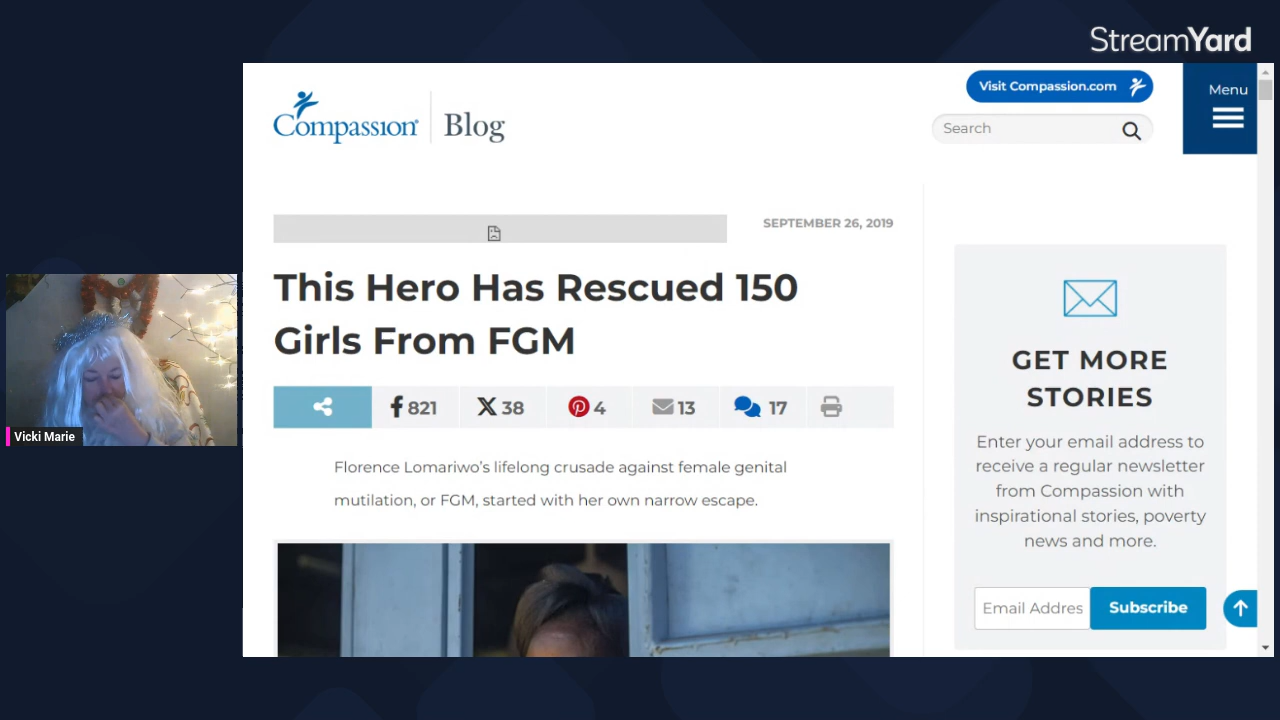 StreamYard
Visit Compassion.com
Menu
Compassion® Blog
Search
SEPTEMBER 26, 2019
This Hero Has Rescued 150
Girls From FGM
821 38 4 13 17
Florence Lomariwo’s lifelong crusade against female genital
mutilation, or FGM, started with her own narrow escape.
GET MORE
STORIES
Enter your email address to
receive a regular newsletter
from Compassion with
inspirational stories, poverty
news and more.
Email Addres
Subscribe
Vicki Marie